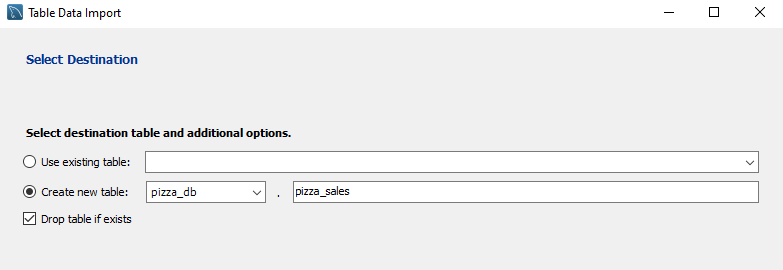 Table Data Import
Select Destination
Select destination table and additional options.
Use existing table:
Create new table: pizza_db . pizza_sales
Drop table if exists